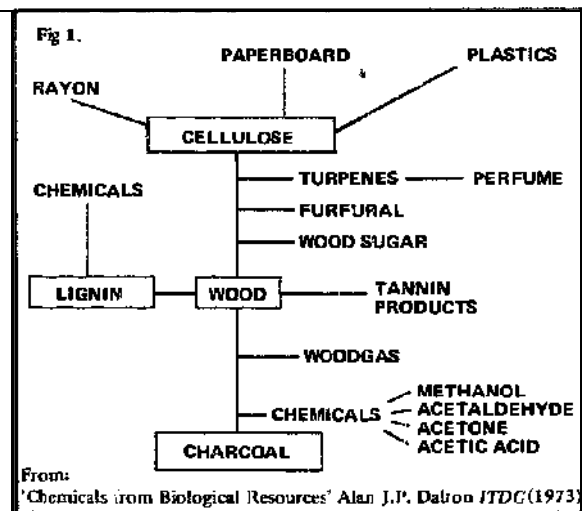 Fig 1.
PAPERBOARD
PLASTICS
RAYON
CELLULOSE
CHEMICALS
TURPENES
PERFUME
FURFURAL
WOOD SUGAR
LIGNIN
WOOD
TANNIN
PRODUCTS
WOODGAS
METHANOL
CHEMICALS
ACETALDEHYDE
ACETONE
ACETIC ACID
CHARCOAL
From:
'Chemicals from Biological Resources' Alan J.P. Dalton ITDG(1973)